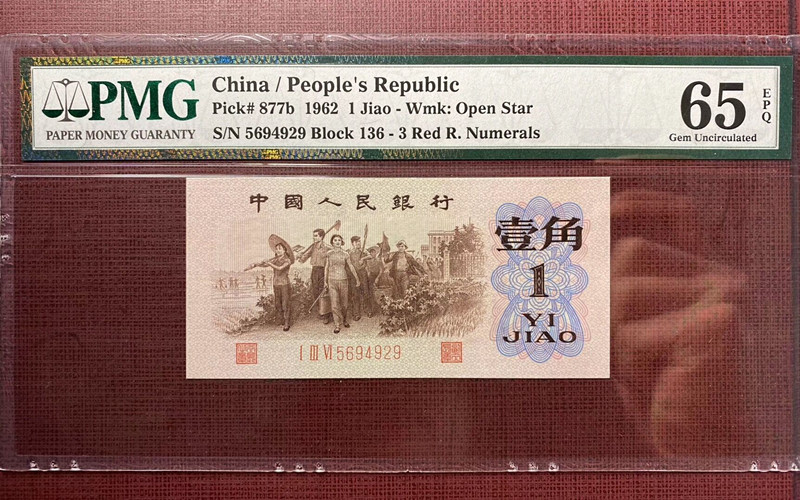 PMG
PAPER MONEY GUARANTY
China / People's Republic
Pick# 877b 1962 1 Jiao - Wmk: Open Star
S/N 5694929 Block 136 - 3 Red R. Numerals
65
EPQ
Gem Uncirculated
中國人民銀行
壹角
1
YI
JIAO
I III VI 5694929